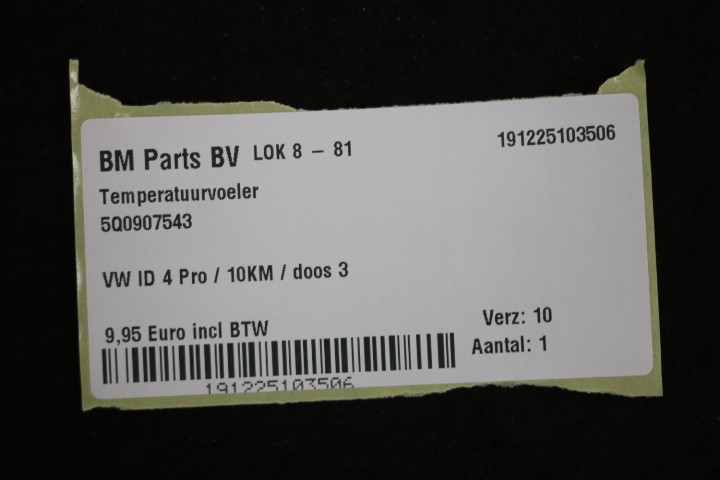 BM Parts BV LOK 8 – 81 191225103506
Temperatuurvoeler
5Q0907543
VW ID 4 Pro / 10KM / doos 3
9,95 Euro incl BTW Verz: 10
Aantal: 1
191225103506